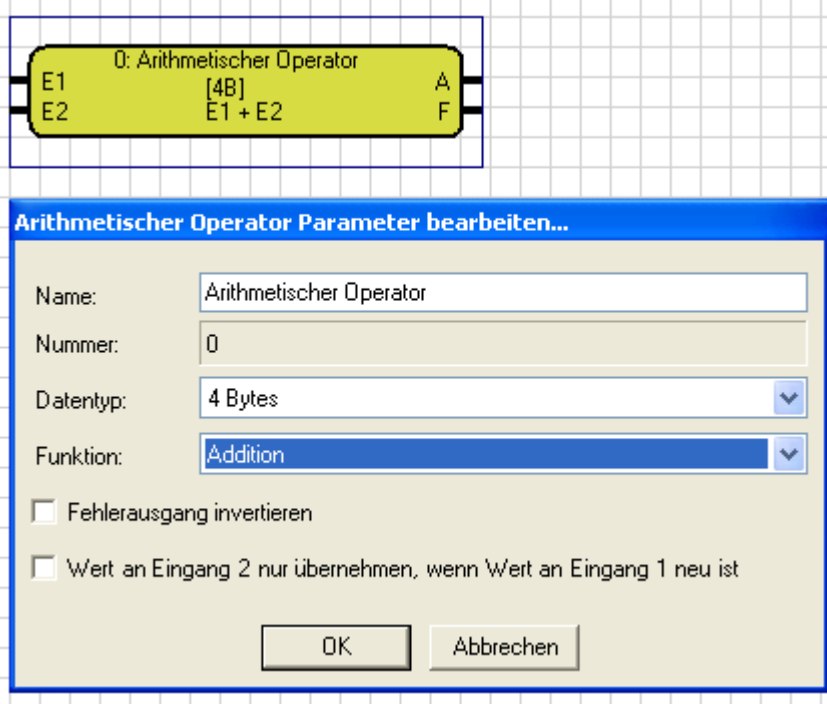 0: Arithmetischer Operator
E1 [4B] A
E2 E1 + E2 F
Arithmetischer Operator Parameter bearbeiten...
Name: Arithmetischer Operator
Nummer: 0
Datentyp: 4 Bytes
Funktion: Addition
Fehlerausgang invertieren
Wert an Eingang 2 nur übernehmen, wenn Wert an Eingang 1 neu ist
OK Abbrechen